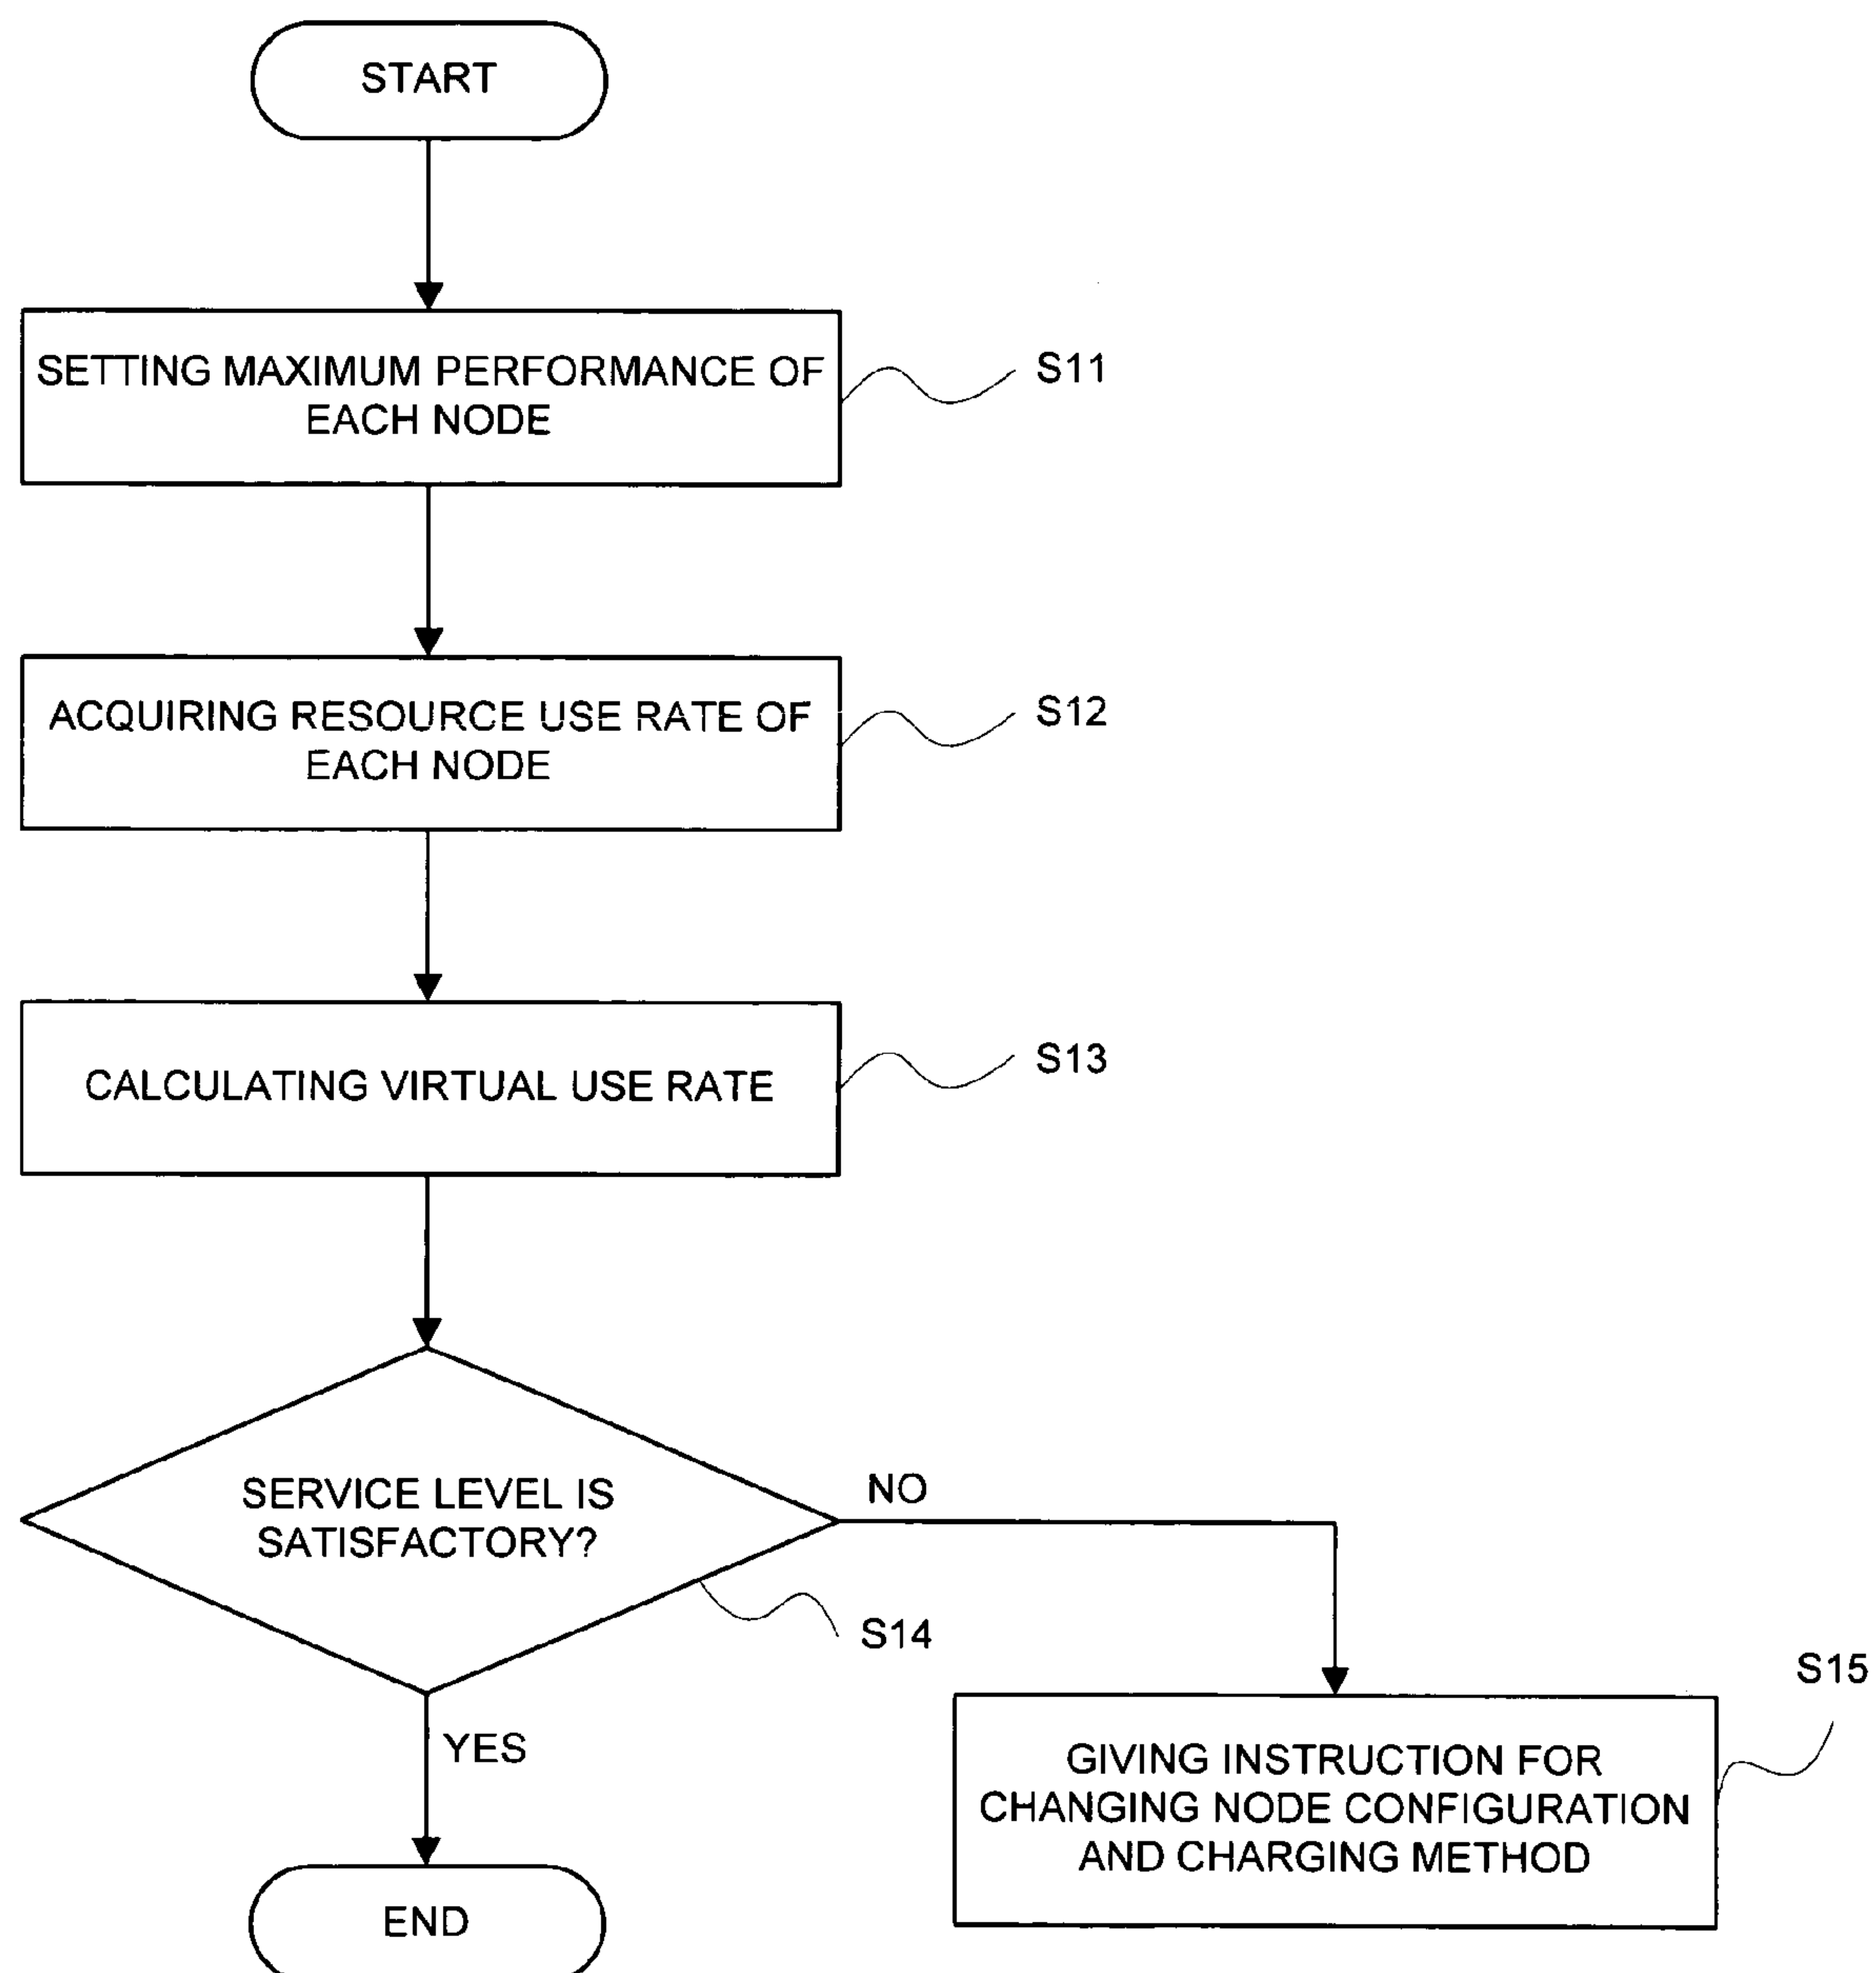 START
SETTING MAXIMUM PERFORMANCE OF
EACH NODE
S11
ACQUIRING RESOURCE USE RATE OF
EACH NODE
S12
CALCULATING VIRTUAL USE RATE
S13
SERVICE LEVEL IS
SATISFACTORY?
NO
S14
YES
S15
GIVING INSTRUCTION FOR
CHANGING NODE CONFIGURATION
AND CHARGING METHOD
END